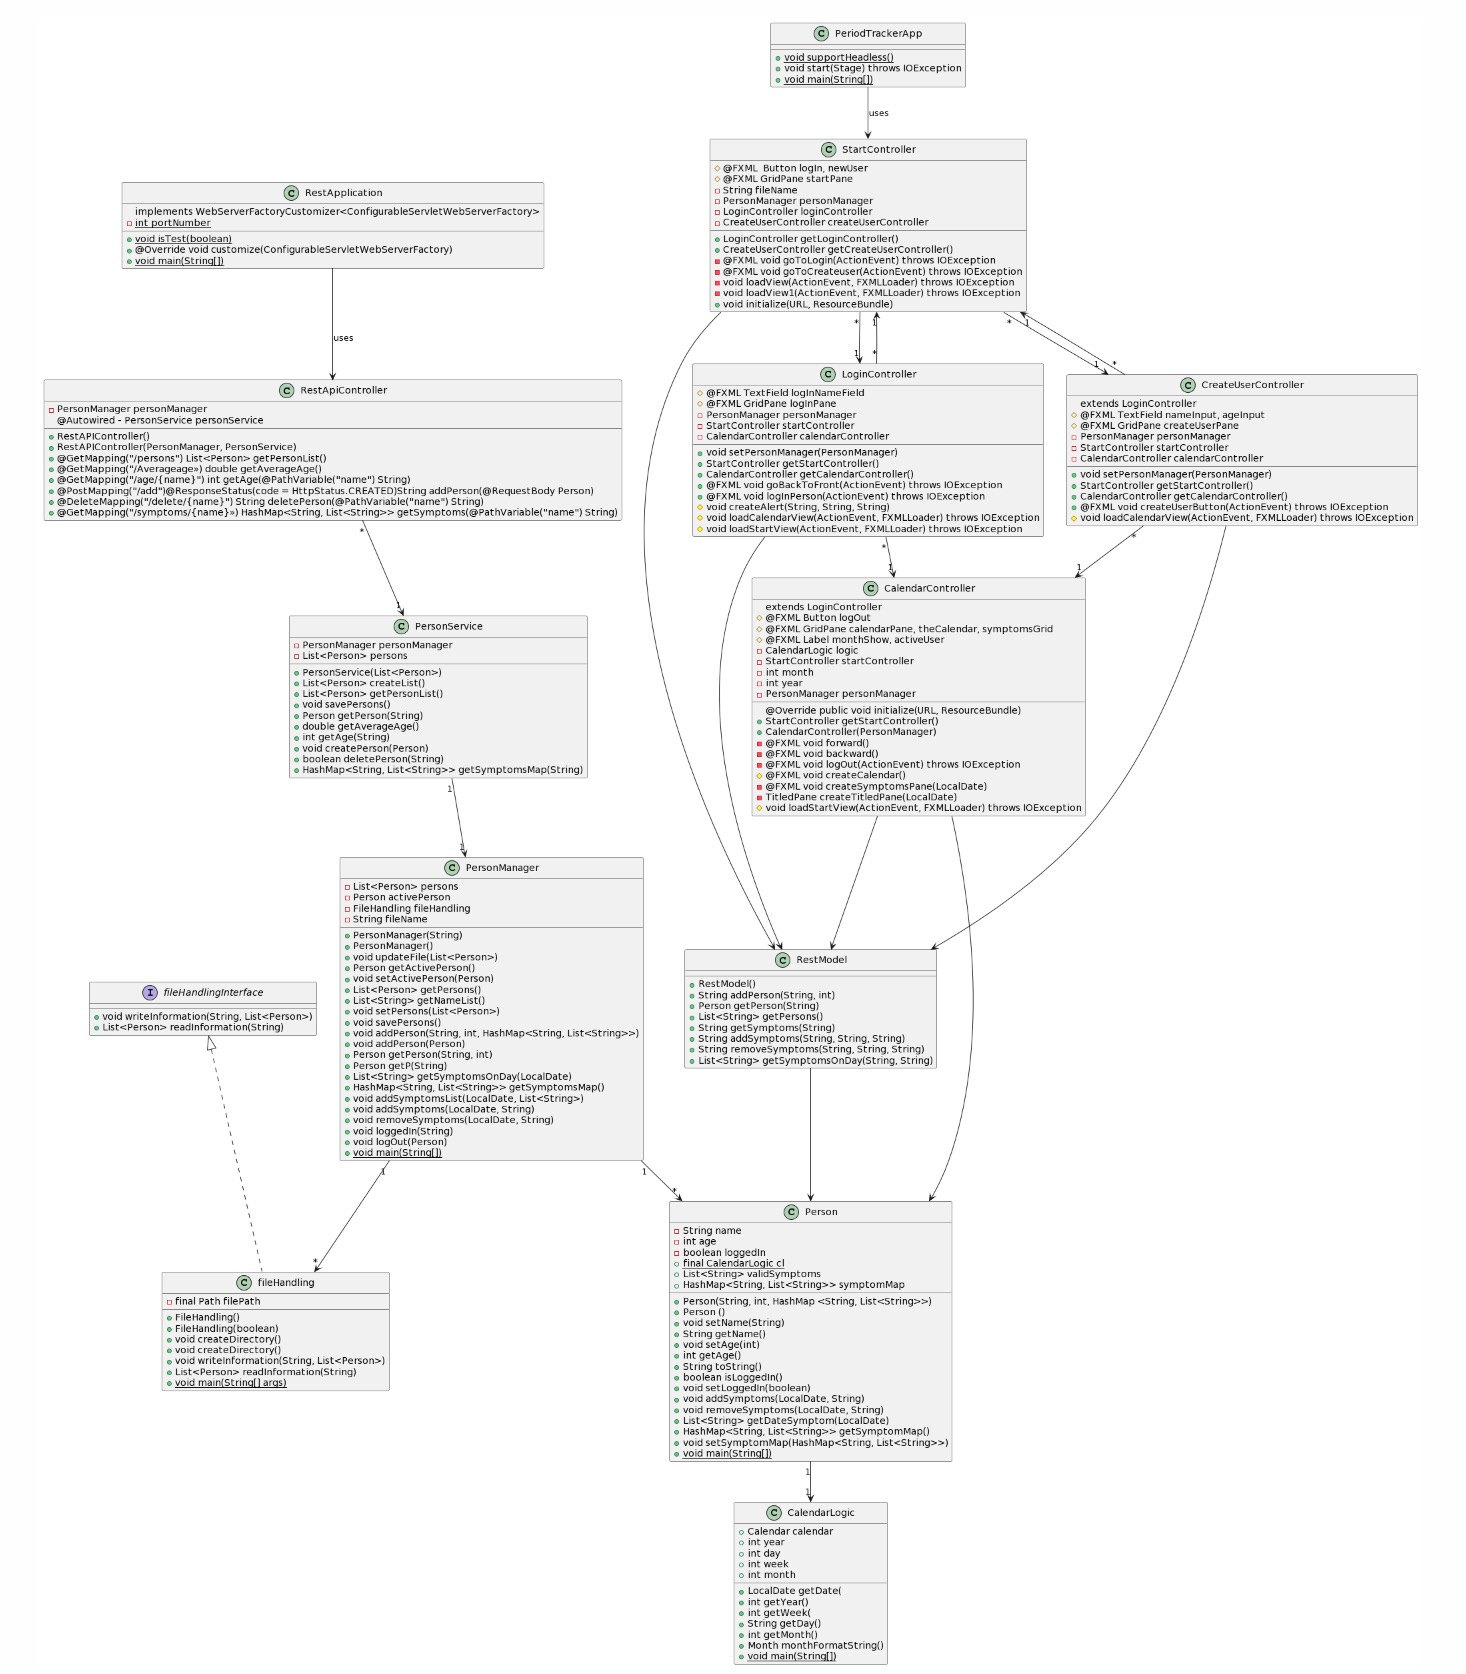 C PeriodTrackerApp
void supportHeadless()
void start(Stage) throws IOException
void main(String[])
uses
C StartController
@FXML  Button logIn, newUser
@FXML GridPane startPane
String fileName
PersonManager personManager
LoginController loginController
CreateUserController createUserController
LoginController getLoginController()
CreateUserController getCreateUserController()
@FXML void goToLogin(ActionEvent) throws IOException
@FXML void goToCreateuser(ActionEvent) throws IOException
void loadView(ActionEvent, FXMLLoader) throws IOException
void loadView1(ActionEvent, FXMLLoader) throws IOException
void initialize(URL, ResourceBundle)
C RestApplication
implements WebServerFactoryCustomizer<ConfigurableServletWebServerFactory>
int portNumber
void isTest(boolean)
@Override void customize(ConfigurableServletWebServerFactory)
void main(String[])
uses
* 1 * 1
1 * 1 *
C RestApiController
PersonManager personManager
@Autowired - PersonService personService
RestAPIController()
RestAPIController(PersonManager, PersonService)
@GetMapping("/persons") List<Person> getPersonList()
@GetMapping("/Averageage») double getAverageAge()
@GetMapping("/age/{name}") int getAge(@PathVariable("name") String)
@PostMapping("/add")@ResponseStatus(code = HttpStatus.CREATED)String addPerson(@RequestBody Person)
@DeleteMapping("/delete/{name}") String deletePerson(@PathVariable("name") String)
@GetMapping("/symptoms/{name}») HashMap<String, List<String>> getSymptoms(@PathVariable("name") String)
C LoginController
@FXML TextField logInNameField
@FXML GridPane logInPane
PersonManager personManager
StartController startController
CalendarController calendarController
void setPersonManager(PersonManager)
StartController getStartController()
CalendarController getCalendarController()
@FXML void goBackToFront(ActionEvent) throws IOException
@FXML void logInPerson(ActionEvent) throws IOException
void createAlert(String, String, String)
void loadCalendarView(ActionEvent, FXMLLoader) throws IOException
void loadStartView(ActionEvent, FXMLLoader) throws IOException
C CreateUserController
extends LoginController
@FXML TextField nameInput, ageInput
@FXML GridPane createUserPane
PersonManager personManager
StartController startController
CalendarController calendarController
void setPersonManager(PersonManager)
StartController getStartController()
CalendarController getCalendarController()
@FXML void createUserButton(ActionEvent) throws IOException
void loadCalendarView(ActionEvent, FXMLLoader) throws IOException
*
1
* 1
* 1
C PersonService
PersonManager personManager
List<Person> persons
PersonService(List<Person>)
List<Person> createList()
List<Person> getPersonList()
void savePersons()
Person getPerson(String)
double getAverageAge()
int getAge(String)
void createPerson(Person)
boolean deletePerson(String)
HashMap<String, List<String>> getSymptomsMap(String)
1
1
C CalendarController
extends LoginController
@FXML Button logOut
@FXML GridPane calendarPane, theCalendar, symptomsGrid
@FXML Label monthShow, activeUser
CalendarLogic logic
StartController startController
int month
int year
PersonManager personManager
@Override public void initialize(URL, ResourceBundle)
StartController getStartController()
CalendarController(PersonManager)
@FXML void forward()
@FXML void backward()
@FXML void logOut(ActionEvent) throws IOException
@FXML void createCalendar()
@FXML void createSymptomsPane(LocalDate)
TitledPane createTitledPane(LocalDate)
void loadStartView(ActionEvent, FXMLLoader) throws IOException
C PersonManager
List<Person> persons
Person activePerson
FileHandling fileHandling
String fileName
PersonManager(String)
PersonManager()
void updateFile(List<Person>)
Person getActivePerson()
void setActivePerson(Person)
List<Person> getPersons()
List<String> getNameList()
void setPersons(List<Person>)
void savePersons()
void addPerson(String, int, HashMap<String, List<String>>)
void addPerson(Person)
Person getPerson(String, int)
Person getP(String)
List<String> getSymptomsOnDay(LocalDate)
HashMap<String, List<String>> getSymptomsMap()
void addSymptomsList(LocalDate, List<String>)
void addSymptoms(LocalDate, String)
void removeSymptoms(LocalDate, String)
void loggedIn(String)
void logOut(Person)
void main(String[])
C RestModel
RestModel()
String addPerson(String, int)
Person getPerson(String)
List<String> getPersons()
String getSymptoms(String)
String addSymptoms(String, String, String)
String removeSymptoms(String, String, String)
List<String> getSymptomsOnDay(String, String)
I fileHandlingInterface
void writeInformation(String, List<Person>)
List<Person> readInformation(String)
1
*
1
*
C fileHandling
final Path filePath
FileHandling()
FileHandling(boolean)
void createDirectory()
void createDirectory()
void writeInformation(String, List<Person>)
List<Person> readInformation(String)
void main(String[] args)
C Person
String name
int age
boolean loggedIn
final CalendarLogic cl
List<String> validSymptoms
HashMap<String, List<String>> symptomMap
Person(String, int, HashMap <String, List<String>>)
Person ()
void setName(String)
String getName()
void setAge(int)
int getAge()
String toString()
boolean isLoggedIn()
void setLoggedIn(boolean)
void addSymptoms(LocalDate, String)
void removeSymptoms(LocalDate, String)
List<String> getDateSymptom(LocalDate)
HashMap<String, List<String>> getSymptomMap()
void setSymptomMap(HashMap<String, List<String>>)
void main(String[])
1
1
C CalendarLogic
Calendar calendar
int year
int day
int week
int month
LocalDate getDate(
int getYear()
int getWeek(
String getDay()
int getMonth()
Month monthFormatString()
void main(String[])